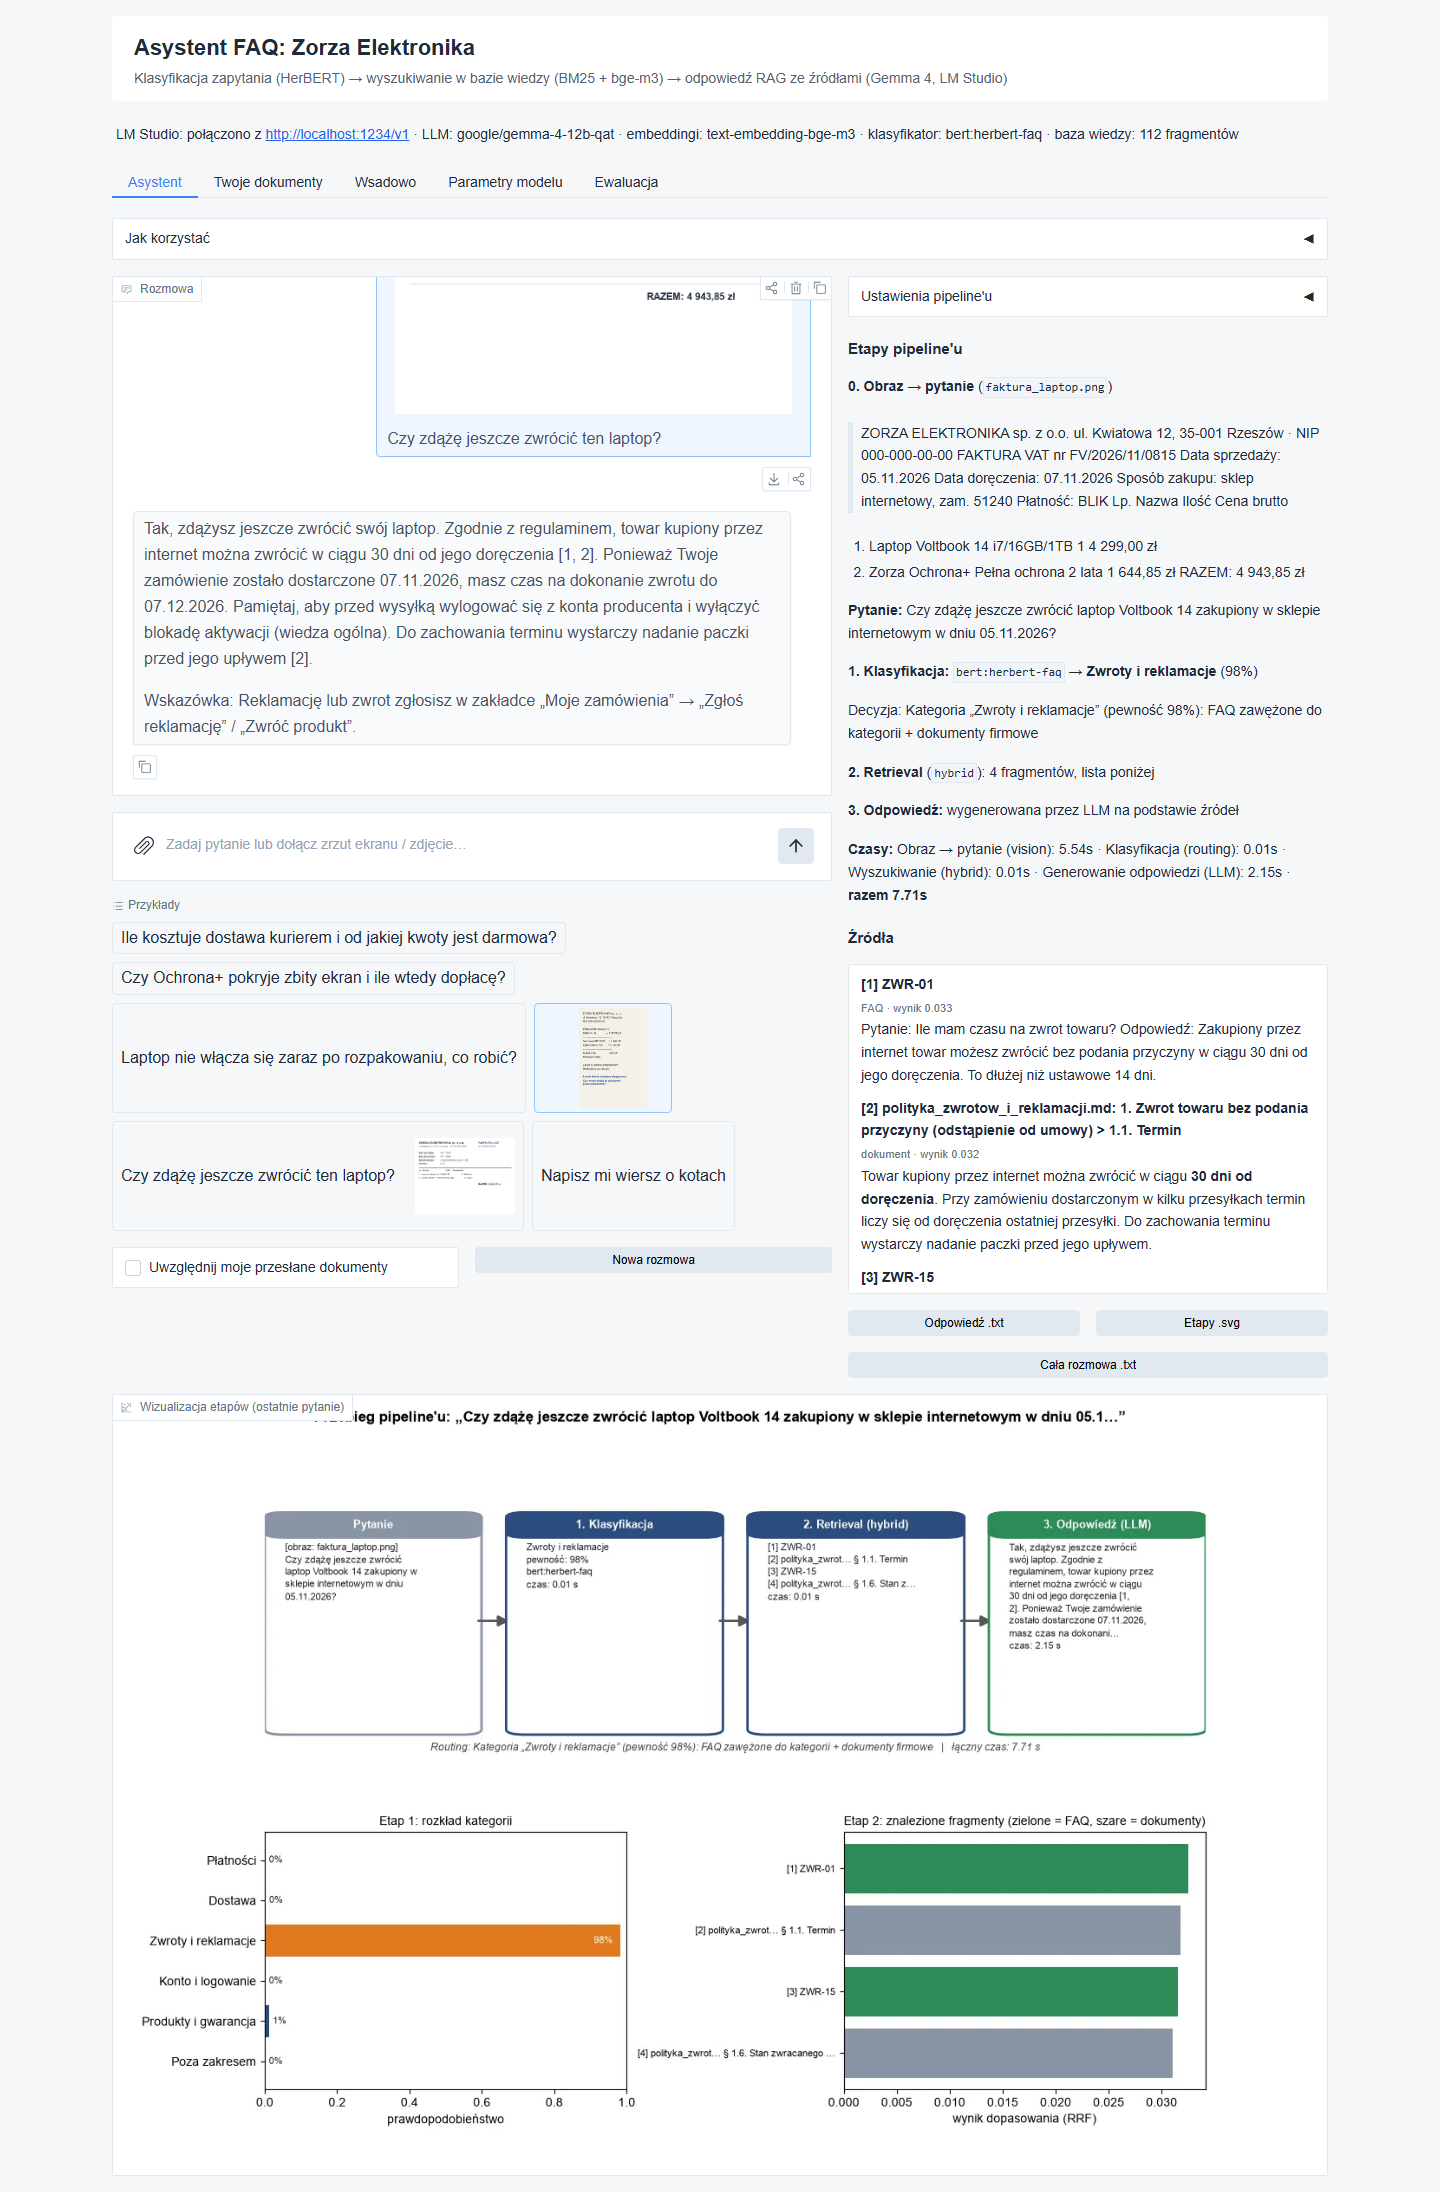 Asystent FAQ: Zorza Elektronika
Klasyfikacja zapytania (HerBERT) → wyszukiwanie w bazie wiedzy (BM25 + bge-m3) → odpowiedź RAG ze źródłami (Gemma 4, LM Studio)
LM Studio: połączono z http://localhost:1234/v1 · LLM: google/gemma-4-12b-qat · embeddingi: text-embedding-bge-m3 · klasyfikator: bert:herbert-faq · baza wiedzy: 112 fragmentów
Asystent
Twoje dokumenty
Wsadowo
Parametry modelu
Ewaluacja
Jak korzystać
Rozmowa
RAZEM: 4 943,85 zł
Czy zdążę jeszcze zwrócić ten laptop?
Tak, zdążysz jeszcze zwrócić swój laptop. Zgodnie z regulaminem, towar kupiony przez
internet można zwrócić w ciągu 30 dni od jego doręczenia [1, 2]. Ponieważ Twoje
zamówienie zostało dostarczone 07.11.2026, masz czas na dokonanie zwrotu do
07.12.2026. Pamiętaj, aby przed wysyłką wylogować się z konta producenta i wyłączyć
blokadę aktywacji (wiedza ogólna). Do zachowania terminu wystarczy nadanie paczki
przed jego upływem [2].
Wskazówka: Reklamację lub zwrot zgłosisz w zakładce „Moje zamówienia” → „Zgłoś
reklamację” / „Zwróć produkt”.
Zadaj pytanie lub dołącz zrzut ekranu / zdjęcie…
Przykłady
Ile kosztuje dostawa kurierem i od jakiej kwoty jest darmowa?
Czy Ochrona+ pokryje zbity ekran i ile wtedy dopłacę?
Laptop nie włącza się zaraz po rozpakowaniu, co robić?
Czy zdążę jeszcze zwrócić ten laptop?
Napisz mi wiersz o kotach
Uwzględnij moje przesłane dokumenty
Nowa rozmowa
Ustawienia pipeline'u
Etapy pipeline'u
0. Obraz → pytanie (faktura_laptop.png)
ZORZA ELEKTRONIKA sp. z o.o. ul. Kwiatowa 12, 35-001 Rzeszów · NIP
000-000-00-00 FAKTURA VAT nr FV/2026/11/0815 Data sprzedaży:
05.11.2026 Data doręczenia: 07.11.2026 Sposób zakupu: sklep
internetowy, zam. 51240 Płatność: BLIK Lp. Nazwa Ilość Cena brutto
1. Laptop Voltbook 14 i7/16GB/1TB 1 4 299,00 zł
2. Zorza Ochrona+ Pełna ochrona 2 lata 1 644,85 zł RAZEM: 4 943,85 zł
Pytanie: Czy zdążę jeszcze zwrócić laptop Voltbook 14 zakupiony w sklepie
internetowym w dniu 05.11.2026?
1. Klasyfikacja: bert:herbert-faq → Zwroty i reklamacje (98%)
Decyzja: Kategoria „Zwroty i reklamacje” (pewność 98%): FAQ zawężone do
kategorii + dokumenty firmowe
2. Retrieval (hybrid): 4 fragmentów, lista poniżej
3. Odpowiedź: wygenerowana przez LLM na podstawie źródeł
Czasy: Obraz → pytanie (vision): 5.54s · Klasyfikacja (routing): 0.01s ·
Wyszukiwanie (hybrid): 0.01s · Generowanie odpowiedzi (LLM): 2.15s ·
razem 7.71s
Źródła
[1] ZWR-01
FAQ · wynik 0.033
Pytanie: Ile mam czasu na zwrot towaru? Odpowiedź: Zakupiony przez
internet towar możesz zwrócić bez podania przyczyny w ciągu 30 dni od
jego doręczenia. To dłużej niż ustawowe 14 dni.
[2] polityka_zwrotow_i_reklamacji.md: 1. Zwrot towaru bez podania
przyczyny (odstąpienie od umowy) > 1.1. Termin
dokument · wynik 0.032
Towar kupiony przez internet można zwrócić w ciągu 30 dni od
doręczenia. Przy zamówieniu dostarczonym w kilku przesyłkach termin
liczy się od doręczenia ostatniej przesyłki. Do zachowania terminu
wystarczy nadanie paczki przed jego upływem.
[3] ZWR-15
Odpowiedź .txt
Etapy .svg
Cała rozmowa .txt
Wizualizacja etapów (ostatnie pytanie)
ieg pipeline'u: „Czy zdążę jeszcze zwrócić laptop Voltbook 14 zakupiony w sklepie internetowym w dniu 05.1…”
Pytanie
[obraz: faktura_laptop.png]
Czy zdążę jeszcze zwrócić
laptop Voltbook 14 zakupiony w
sklepie internetowym w dniu
05.11.2026?
1. Klasyfikacja
Zwroty i reklamacje
pewność: 98%
bert:herbert-faq
czas: 0.01 s
2. Retrieval (hybrid)
[1] ZWR-01
[2] polityka_zwrot… § 1.1. Termin
[3] ZWR-15
[4] polityka_zwrot… § 1.6. Stan z…
czas: 0.01 s
3. Odpowiedź (LLM)
Tak, zdążysz jeszcze zwrócić
swój laptop. Zgodnie z
regulaminem, towar kupiony przez
internet można zwrócić w ciągu
30 dni od jego doręczenia [1,
2]. Ponieważ Twoje zamówienie
zostało dostarczone 07.11.2026,
masz czas na dokonani…
czas: 2.15 s
Routing: Kategoria „Zwroty i reklamacje” (pewność 98%): FAQ zawężone do kategorii + dokumenty firmowe | łączny czas: 7.71 s
Etap 1: rozkład kategorii
Płatności 0%
Dostawa 0%
Zwroty i reklamacje 98%
Konto i logowanie 0%
Produkty i gwarancja 1%
Poza zakresem 0%
0.0 0.2 0.4 0.6 0.8 1.0
prawdopodobieństwo
Etap 2: znalezione fragmenty (zielone = FAQ, szare = dokumenty)
[1] ZWR-01
[2] polityka_zwrot… § 1.1. Termin
[3] ZWR-15
[4] polityka_zwrot… § 1.6. Stan zwracanego …
0.000 0.005 0.010 0.015 0.020 0.025 0.030
wynik dopasowania (RRF)